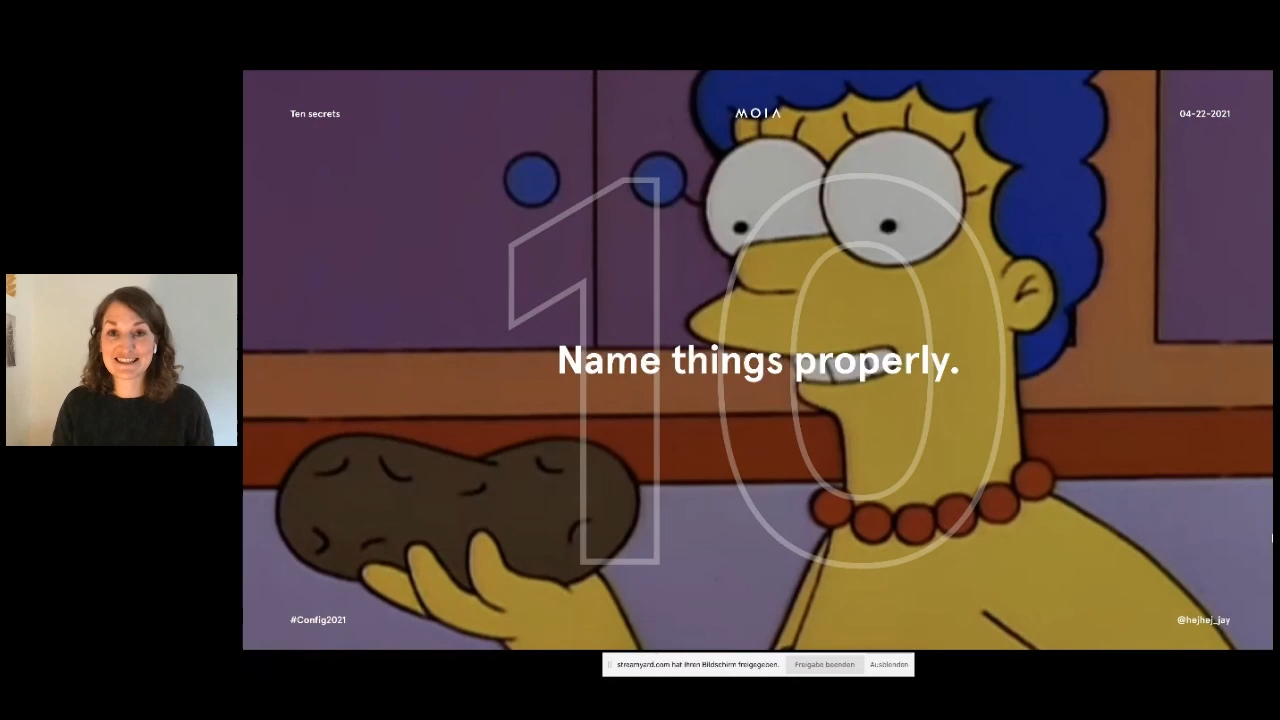 Ten secrets
MOIA
04-22-2021
10
Name things properly.
#Config2021
@hejhej_jay
streamyard.com hat Ihren Bildschirm freigegeben.
Freigabe beenden
Ausblenden